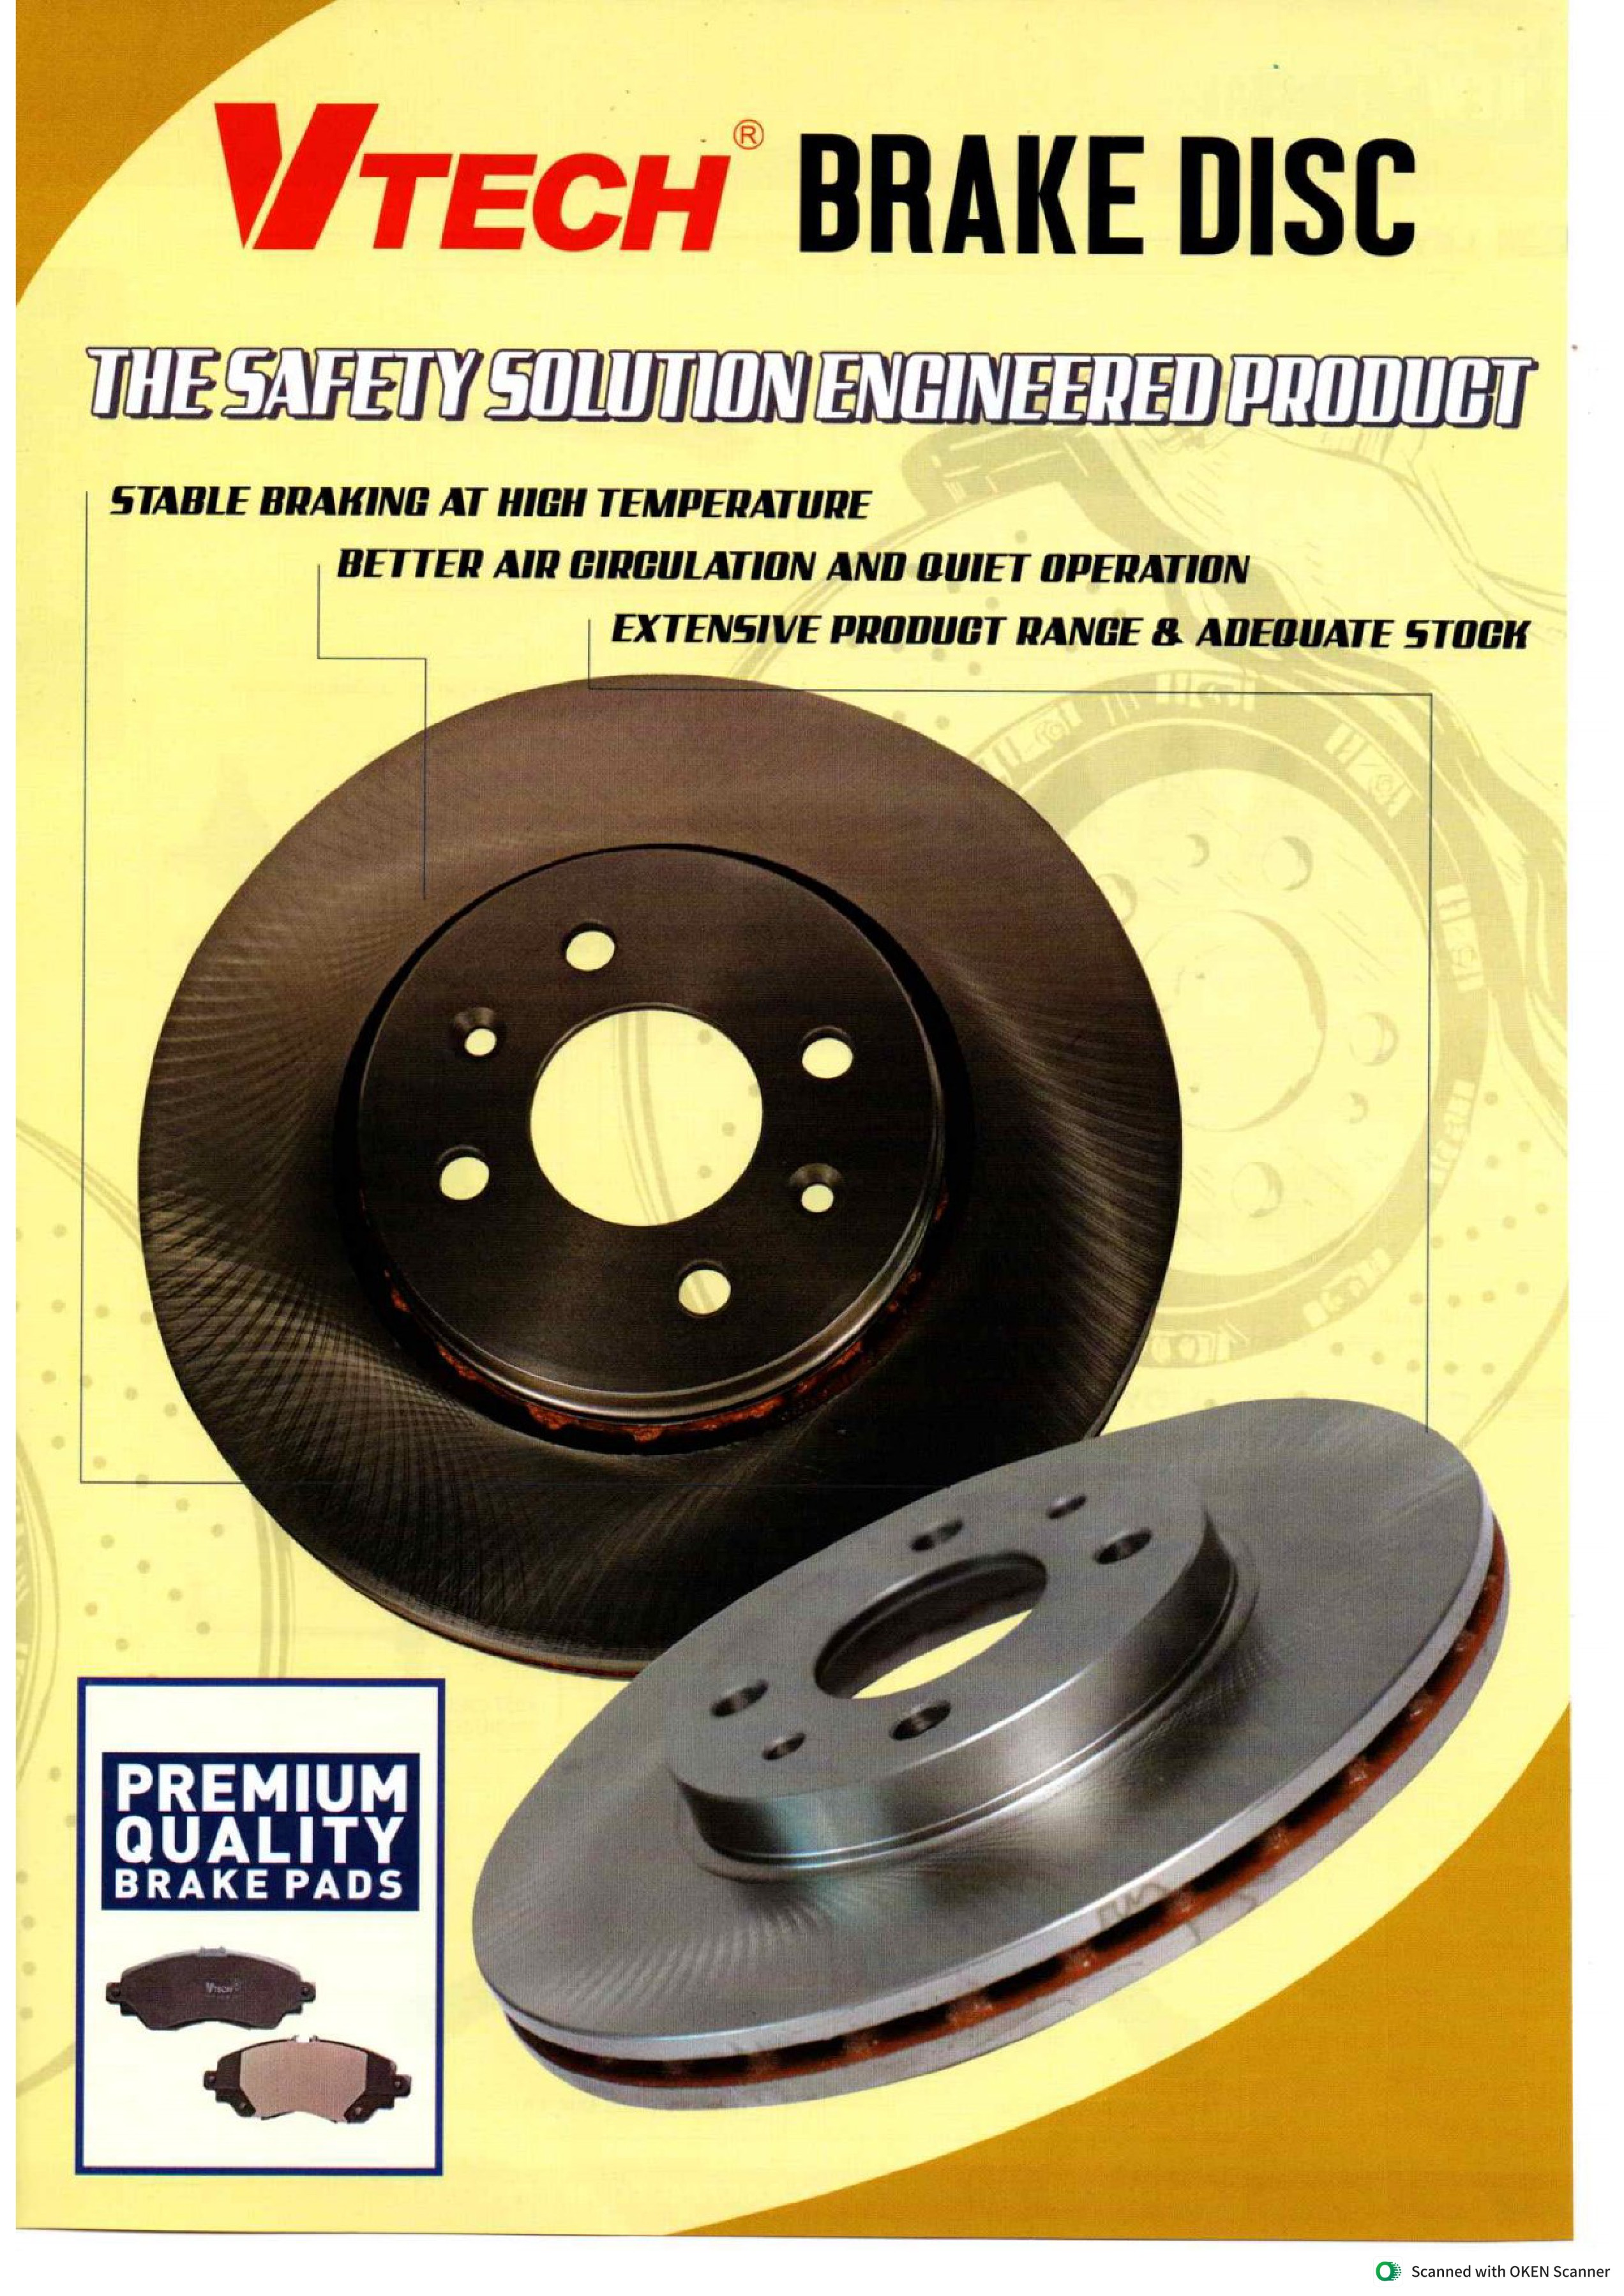 VTECH® BRAKE DISC
THE SAFETY SOLUTION ENGINEERED PRODUCT
STABLE BRAKING AT HIGH TEMPERATURE
BETTER AIR CIRCULATION AND QUIET OPERATION
EXTENSIVE PRODUCT RANGE & ADEQUATE STOCK
PREMIUM
QUALITY
BRAKE PADS
VTECH
Scanned with OKEN Scanner